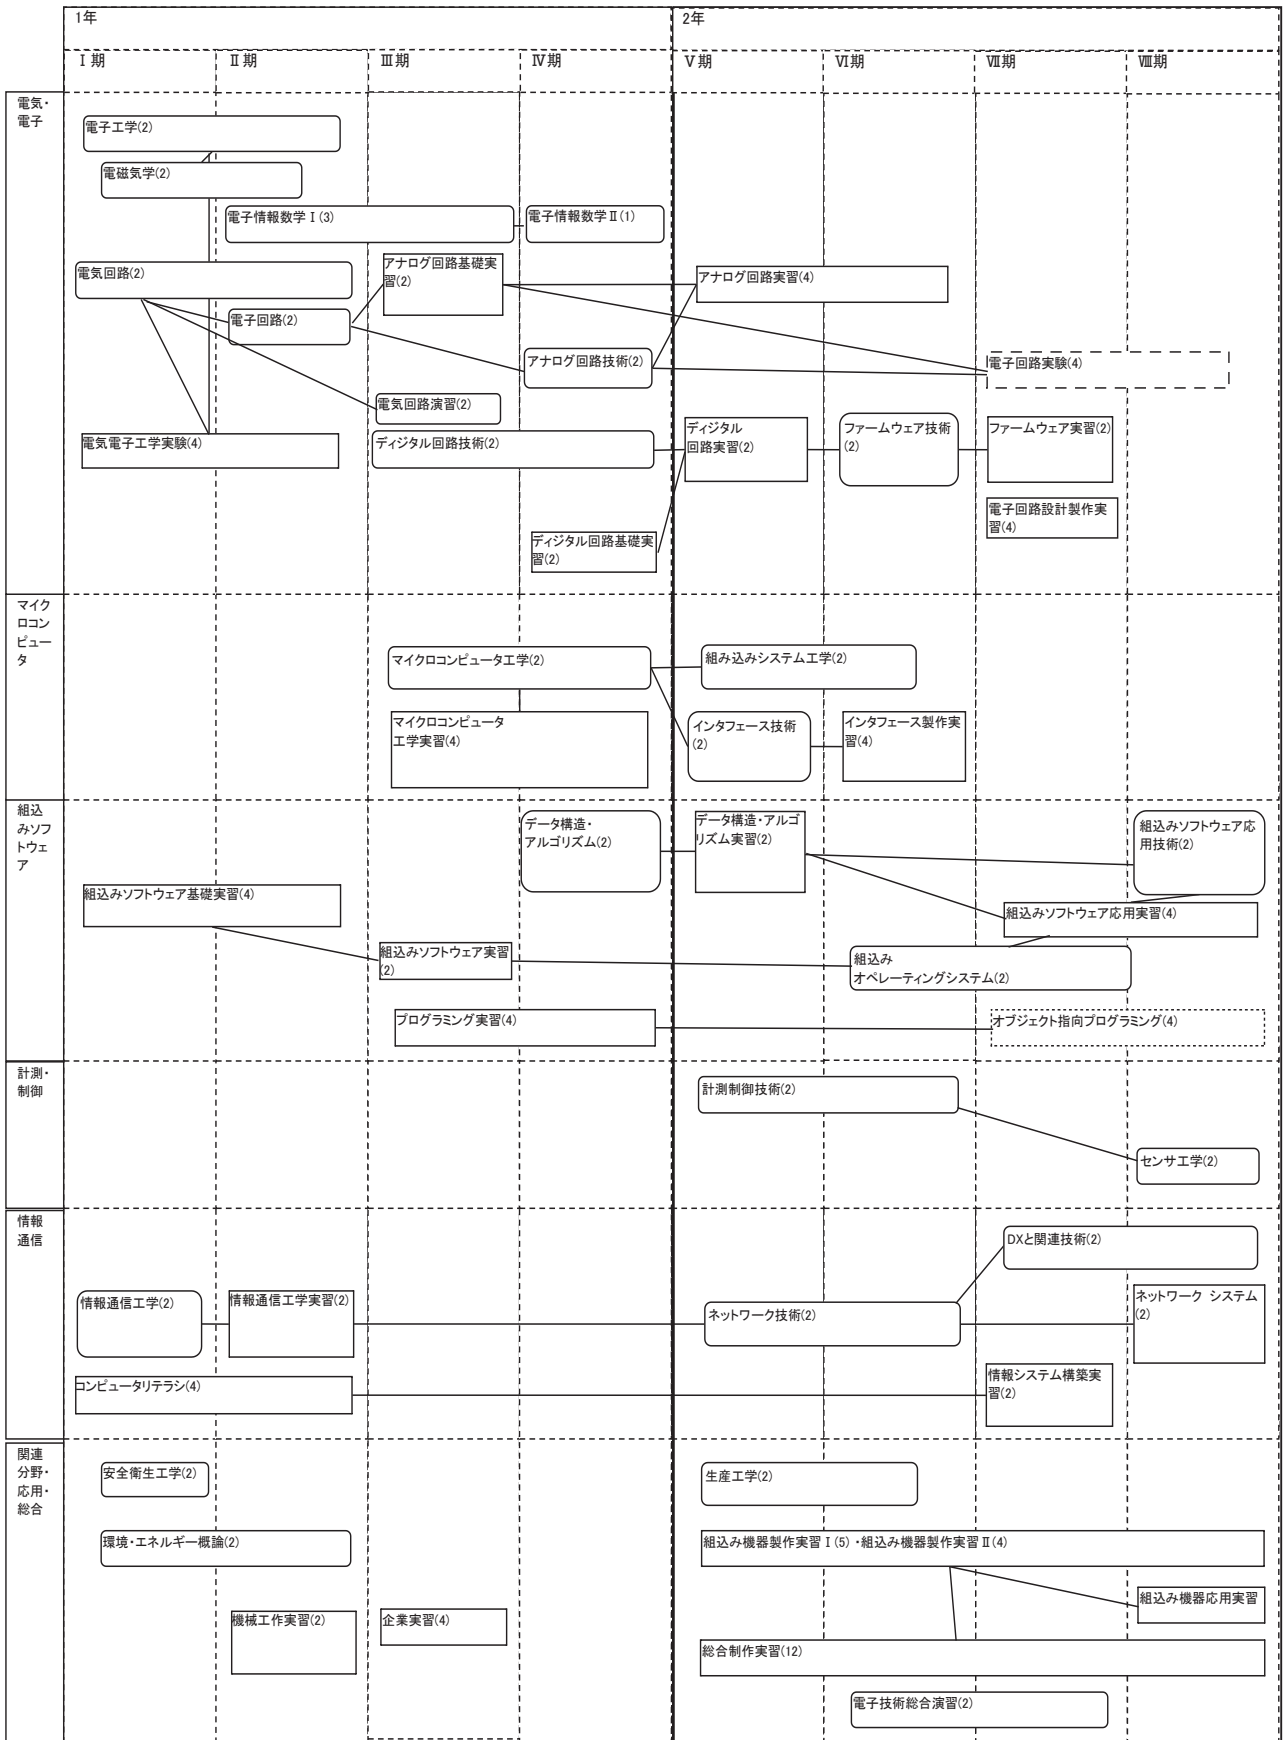 1年
2年
Ⅰ期
Ⅱ期
Ⅲ期
Ⅳ期
Ⅴ期
Ⅵ期
Ⅶ期
Ⅷ期
電気・
電子
電子工学(2)
電磁気学(2)
電子情報数学Ⅰ(3)
電子情報数学Ⅱ(1)
電気回路(2)
アナログ回路基礎実
習(2)
アナログ回路実習(4)
電子回路(2)
アナログ回路技術(2)
電子回路実験(4)
電気回路演習(2)
電気電子工学実験(4)
ディジタル回路技術(2)
ディジタル
回路実習(2)
ファームウェア技術
(2)
ファームウェア実習(2)
電子回路設計製作実
習(4)
ディジタル回路基礎実
習(2)
マイク
ロコン
ピュー
タ
マイクロコンピュータ工学(2)
組み込みシステム工学(2)
マイクロコンピュータ
工学実習(4)
インタフェース技術
(2)
インタフェース製作実
習(4)
組込
みソフ
トウェ
ア
データ構造・
アルゴリズム(2)
データ構造・アルゴ
リズム実習(2)
組込みソフトウェア応
用技術(2)
組込みソフトウェア基礎実習(4)
組込みソフトウェア応用実習(4)
組込みソフトウェア実習
(2)
組込み
オペレーティングシステム(2)
プログラミング実習(4)
オブジェクト指向プログラミング(4)
計測・
制御
計測制御技術(2)
センサ工学(2)
情報
通信
DXと関連技術(2)
情報通信工学(2)
情報通信工学実習(2)
ネットワーク技術(2)
ネットワーク システム
(2)
コンピュータリテラシ(4)
情報システム構築実
習(2)
関連
分野・
応用・
総合
安全衛生工学(2)
生産工学(2)
環境・エネルギー概論(2)
組込み機器製作実習Ⅰ(5)・組込み機器製作実習Ⅱ(4)
組込み機器応用実習
機械工作実習(2)
企業実習(4)
総合制作実習(12)
電子技術総合演習(2)